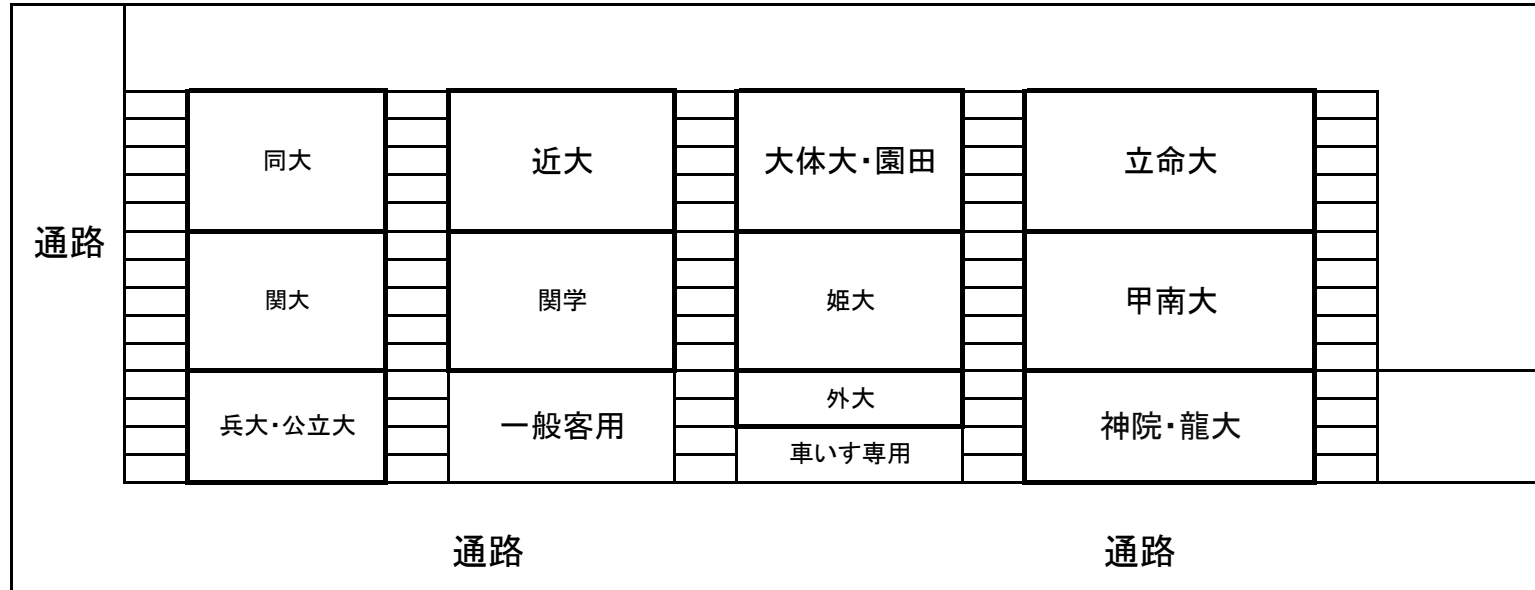 同大
近大
大体大・園田
立命大
通路
関大
関学
姫大
甲南大
兵大・公立大
一般客用
外大
車いす専用
神院・龍大
通路
通路